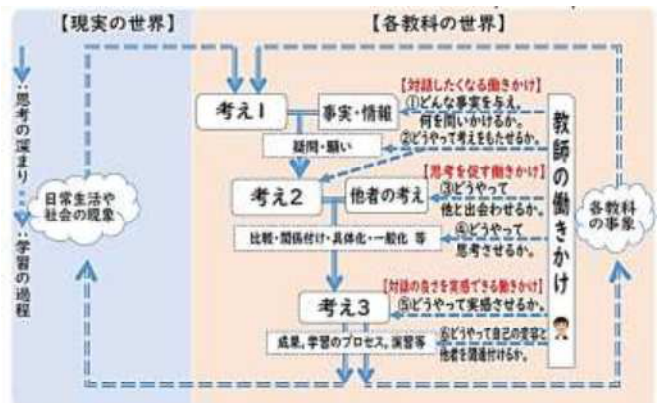 【現実の世界】
【各教科の世界】
:思考の深まり
:学習の過程
日常生活や
社会の現象
考え1
事実・情報
疑問・願い
考え2
他者の考え
比較・関係付け・具体化・一般化 等
考え3
成果,学習のプロセス,演習等
【対話したくなる働きかけ】
①どんな事実を与え,
何を問いかけるか。
②どうやって考えをもたせるか。
【思考を促す働きかけ】
③どうやって
他と出会わせるか。
④どうやって
思考させるか。
【対話の良さを実感できる働きかけ】
⑤どうやって実感させるか。
⑥どうやって自己の変容と
他者を関連付けるか。
教師の働きかけ
各教科
の事象